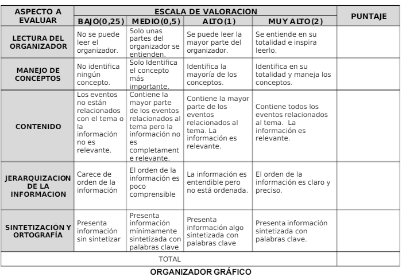 ASPECTO A EVALUAR
ESCALA DE VALORACION
PUNTAJE
BAJO(0,25)
MEDIO(0,5)
ALTO(1)
MUY ALTO(2)
LECTURA DEL ORGANIZADOR
No se puede leer el organizador.
Solo unas partes del organizador se entienden.
Se puede leer la mayor parte del organizador.
Se entiende en su totalidad e inspira leerlo.
MANEJO DE CONCEPTOS
No identifica ningún concepto.
Solo Identifica el concepto más importante.
Identifica la mayoría de los conceptos.
Identifica en su totalidad y maneja los conceptos.
CONTENIDO
Los eventos no están relacionados con el tema o la información no es relevante.
Contiene la mayor parte de los eventos relacionados al tema pero la información no es completament e relevante.
Contiene la mayor parte de los eventos relacionados al tema. La información es relevante.
Contiene todos los eventos relacionados al tema. La información es relevante.
JERARQUIZACION DE LA INFORMACION
Carece de orden de la información
El orden de la información es poco comprensible
La información es entendible pero no está ordenada.
El orden de la información es claro y preciso.
SINTETIZACIÓN Y ORTOGRAFÍA
Presenta información sin sintetizar
Presenta información mínimamente sintetizada con palabras clave
Presenta información algo sintetizada con palabras clave
Presenta información sintetizada con palabras clave.
TOTAL
ORGANIZADOR GRÁFICO